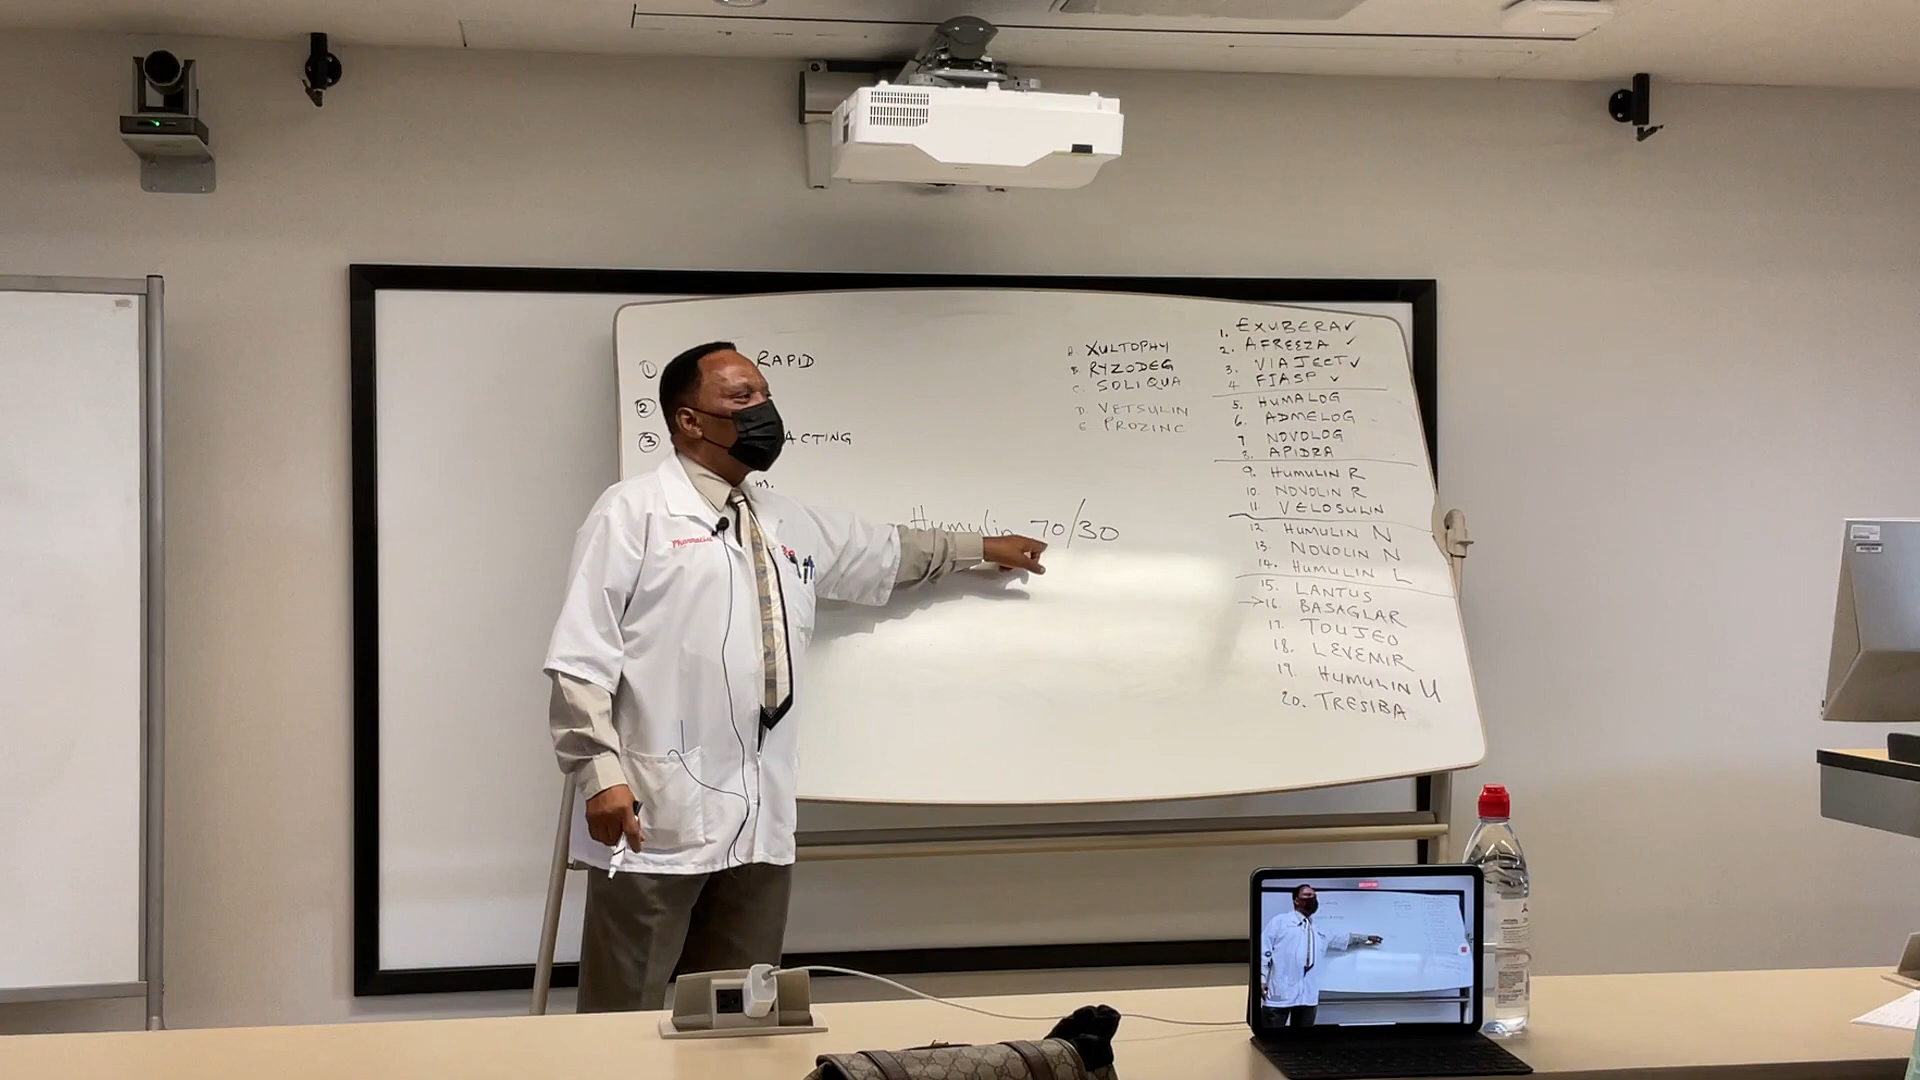 ① RAPID
②
③ ACTING
m.
Humulin 70/30
A. XULTOPHY
B. RYZODEG
C. SOLIQUA
D. VETSULIN
E. PROZINC
1. EXUBERA ✓
2. AFREEZA ✓
3. VIAJECT ✓
4 FIASP ✓
5. HUMALOG
6. ADMELOG
7. NOVOLOG
8. APIDRA
9. HUMULIN R
10. NOVOLIN R
11. VELOSULIN
12. HUMULIN N
13. NOVOLIN N
14. HUMULIN L
15. LANTUS
→16. BASAGLAR
17. TOUJEO
18. LEVEMIR
19. HUMULIN U
20. TRESIBA
Pharmacist